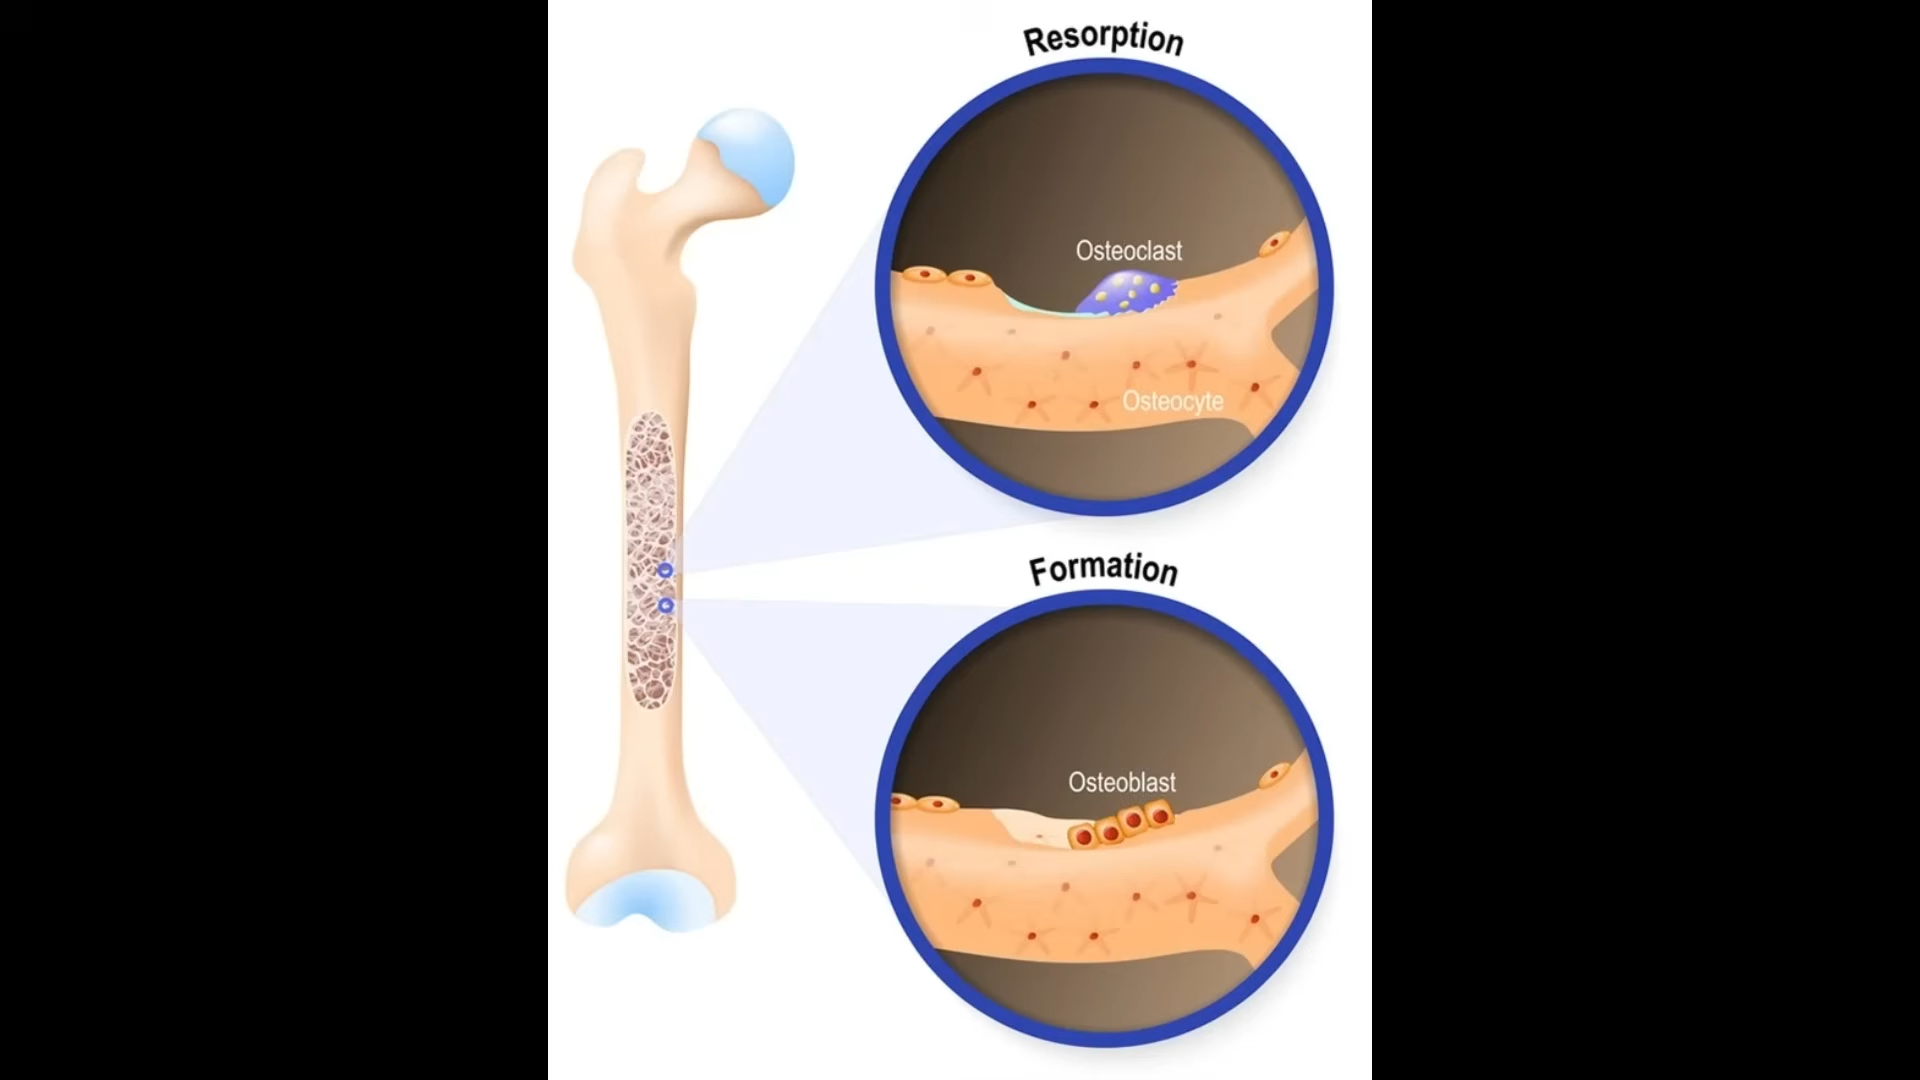 Resorption
Osteoclast
Osteocyte
Formation
Osteoblast